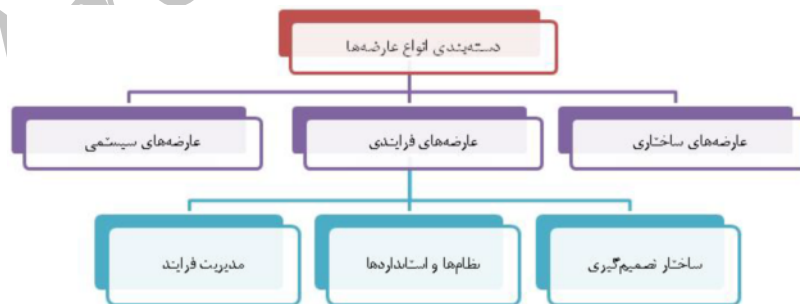 دسته‌بندی انواع عارضه‌ها
عارضه‌های ساختاری
عارضه‌های فرایندی
عارضه‌های سیستمی
ساختار تصمیم‌گیری
نظام‌ها و استانداردها
مدیریت فرایند